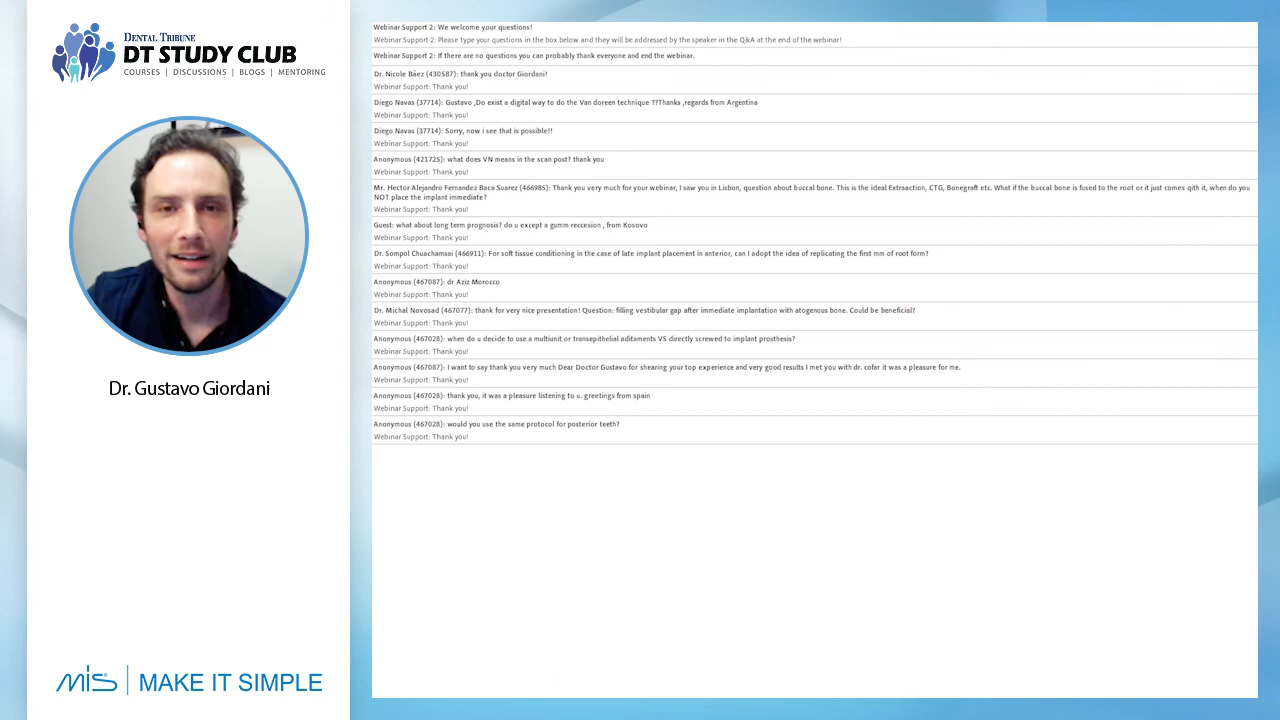 DENTAL TRIBUNE
DT STUDY CLUB
COURSES | DISCUSSIONS | BLOGS | MENTORING
Dr. Gustavo Giordani
mis | MAKE IT SIMPLE
Webinar Support 2: We welcome your questions!
Webinar Support 2: Please type your questions in the box below and they will be addressed by the speaker in the Q&A at the end of the webinar!
Webinar Support 2: If there are no questions you can probably thank everyone and end the webinar.
Dr. Nicole Báez (430587): thank you doctor Giordani!
Webinar Support: Thank you!
Diego Navas (37714): Gustavo ,Do exist a digital way to do the Van doreen technique ??Thanks ,regards from Argentina
Webinar Support: Thank you!
Diego Navas (37714): Sorry, now i see that is possible!!
Webinar Support: Thank you!
Anonymous (421725): what does VN means in the scan post? thank you
Webinar Support: Thank you!
Mr. Hector Alejandro Fernandez Baca Suarez (466985): Thank you very much for your webinar, I saw you in Lisbon, question about buccal bone. This is the ideal Extraaction, CTG, Bonegraft etc. What if the buccal bone is fused to the root or it just comes qith it, when do you
NOT place the implant immediate?
Webinar Support: Thank you!
Guest: what about long term prognosis? do u except a gumm reccesion , from Kosovo
Webinar Support: Thank you!
Dr. Sompol Chuachamsai (466911): For soft tissue conditioning in the case of late implant placement in anterior, can I adopt the idea of replicating the first mm of root form?
Webinar Support: Thank you!
Anonymous (467087): dr Aziz Morocco
Webinar Support: Thank you!
Dr. Michal Novosad (467077): thank for very nice presentation! Question: filling vestibular gap after immediate implantation with atogenous bone. Could be beneficial?
Webinar Support: Thank you!
Anonymous (467028): when do u decide to use a multiunit or transepithelial aditaments VS directly screwed to implant prosthesis?
Webinar Support: Thank you!
Anonymous (467087): I want to say thank you very much Dear Doctor Gustavo for shearing your top experience and very good results I met you with dr. cofar it was a pleasure for me.
Webinar Support: Thank you!
Anonymous (467028): thank you, it was a pleasure listening to u. greetings from spain
Webinar Support: Thank you!
Anonymous (467028): would you use the same protocol for posterior teeth?
Webinar Support: Thank you!